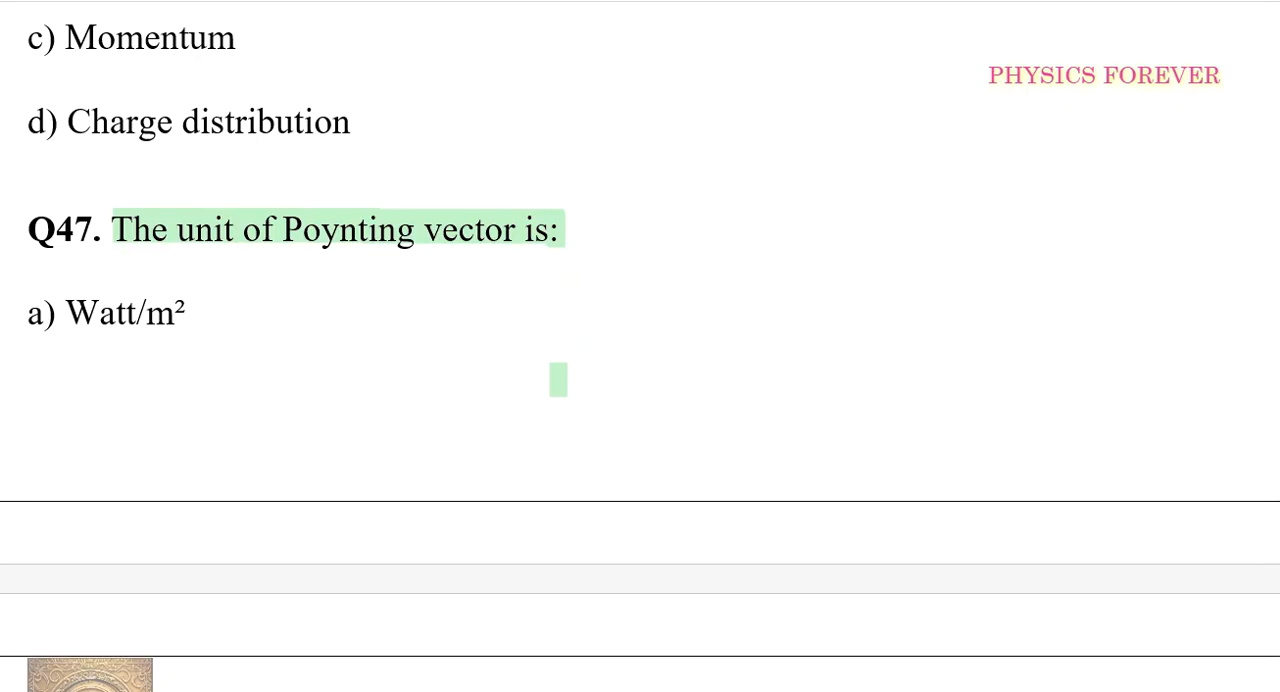 c) Momentum
PHYSICS FOREVER
d) Charge distribution
Q47. The unit of Poynting vector is:
a) Watt/m²